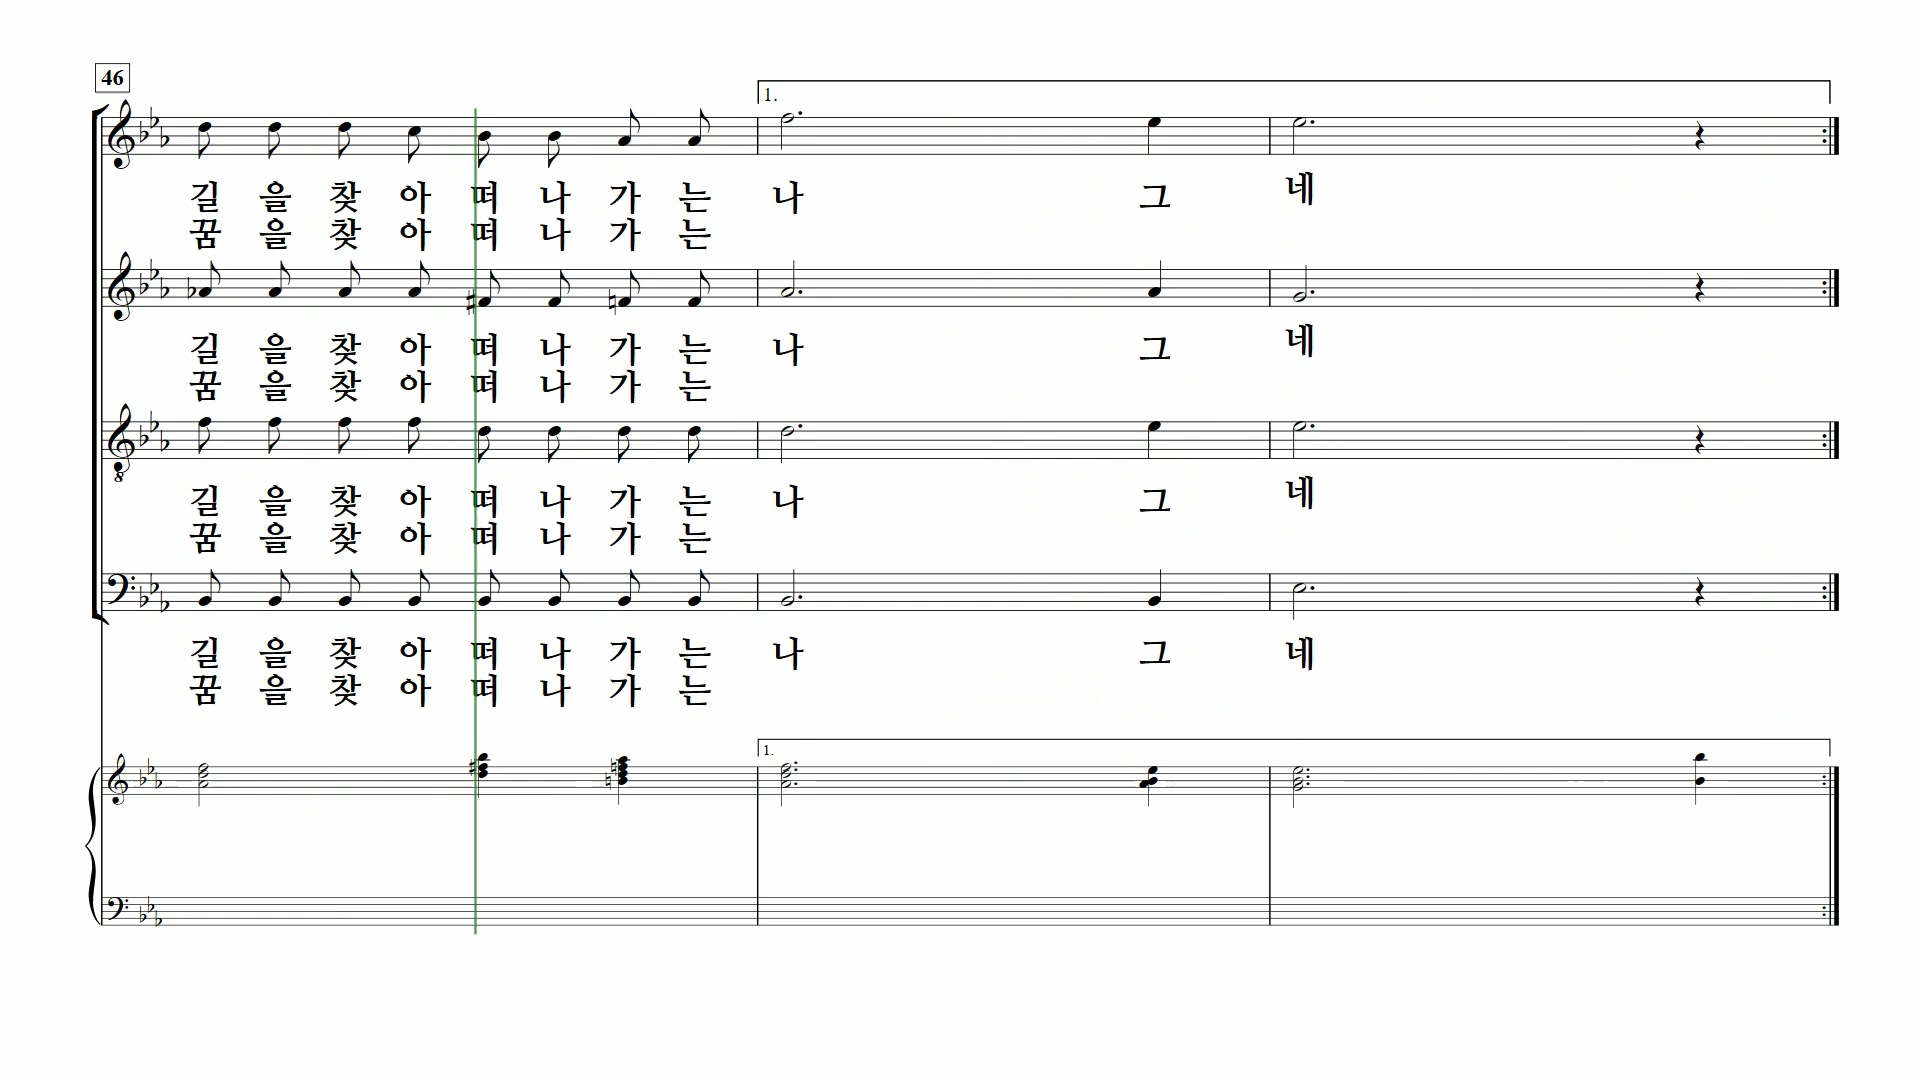 46
1.
길 을 찾 아 떠 나 가 는 나 그 네
꿈 을 찾 아 떠 나 가 는
길 을 찾 아 떠 나 가 는 나 그 네
꿈 을 찾 아 떠 나 가 는
8
길 을 찾 아 떠 나 가 는 나 그 네
꿈 을 찾 아 떠 나 가 는
길 을 찾 아 떠 나 가 는 나 그 네
꿈 을 찾 아 떠 나 가 는
1.